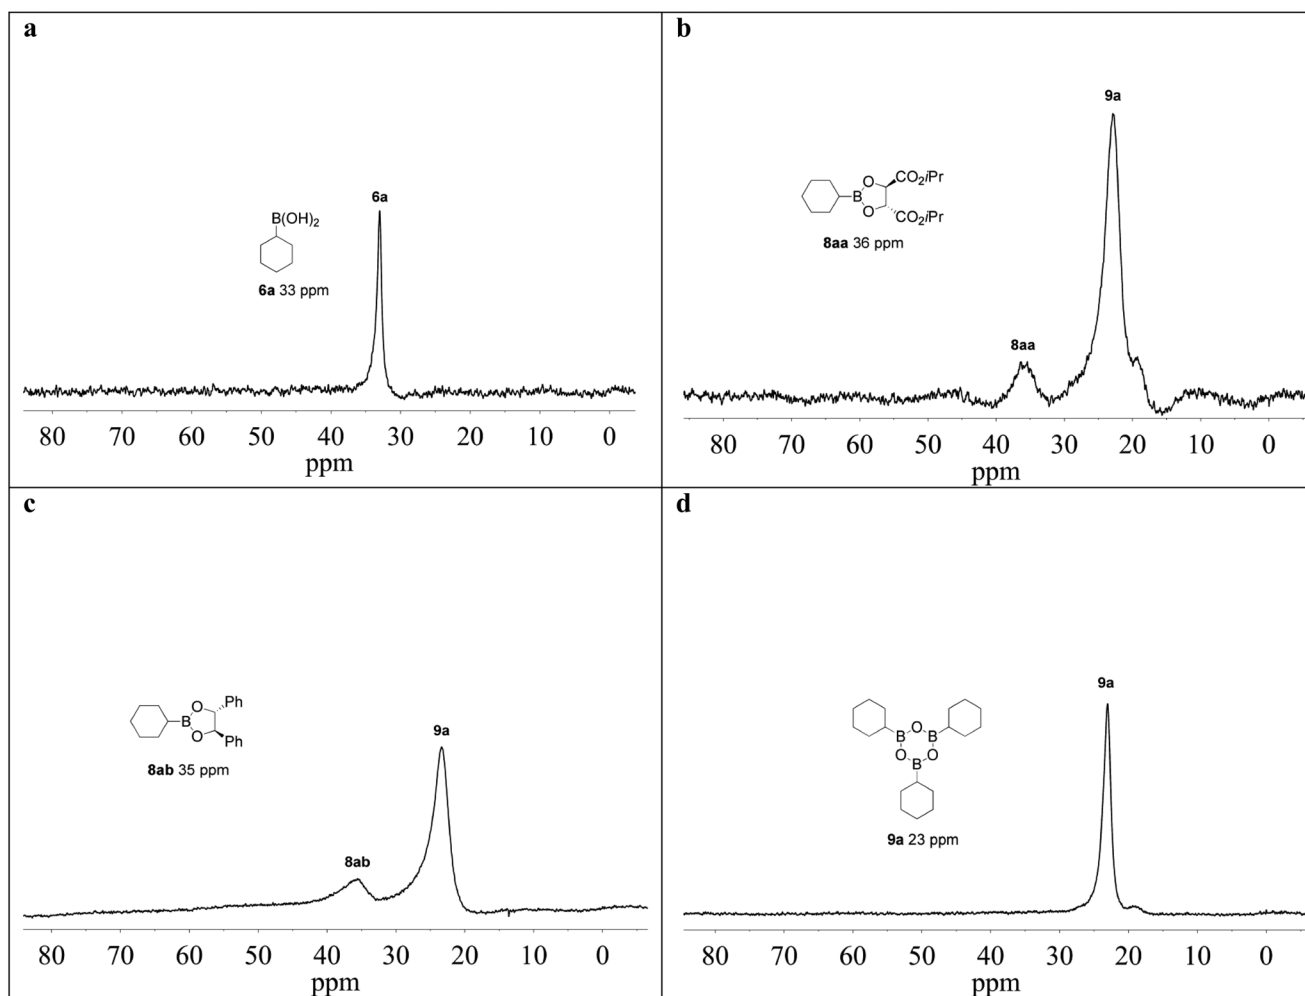 a
6a
B(OH)2
6a 33 ppm
80 70 60 50 40 30 20 10 0
ppm
b
9a
O CO2iPr
B
O CO2iPr
8aa 36 ppm
8aa
80 70 60 50 40 30 20 10 0
ppm
c
O Ph
B
O Ph
8ab 35 ppm
9a
8ab
80 70 60 50 40 30 20 10 0
ppm
d
9a
O
B B
O O
B
9a 23 ppm
80 70 60 50 40 30 20 10 0
ppm